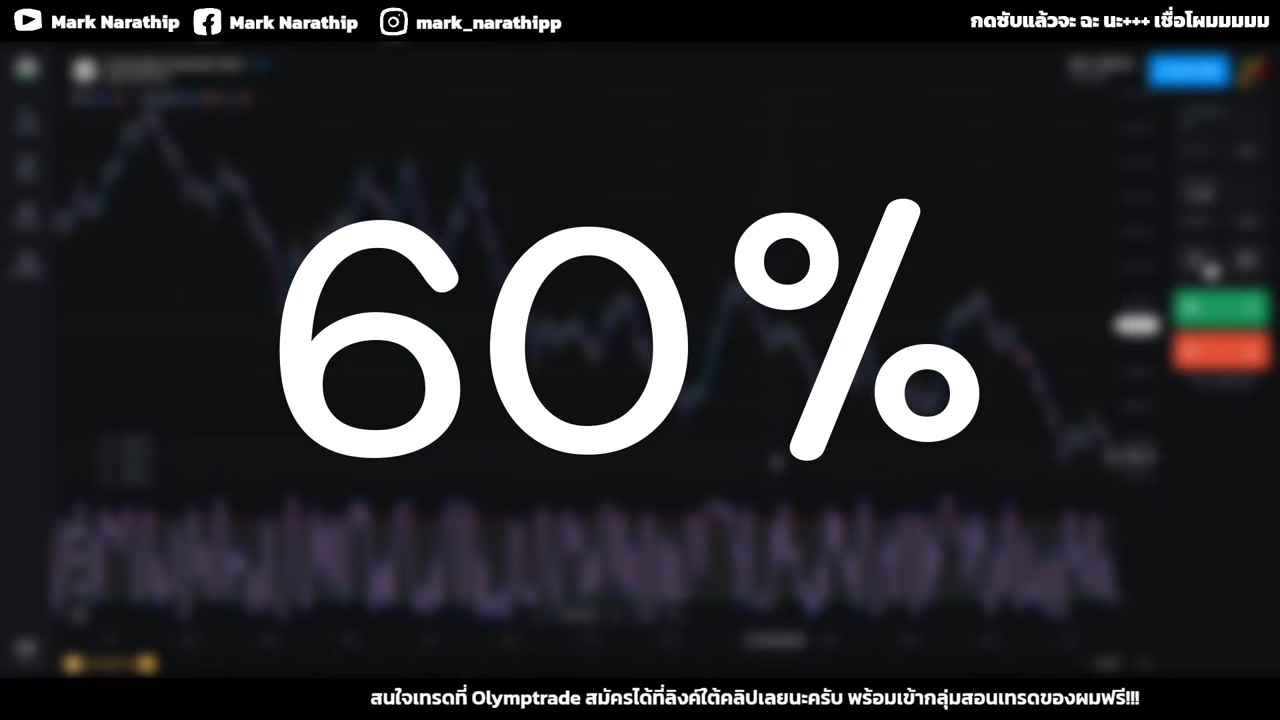 Mark Narathip Mark Narathip mark_narathipp กดซับแล้วจะ ฉะ นะ+++ เชื่อโผมมมมม
60%
สนใจเทรดที่ Olymptrade สมัครได้ที่ลิงค์ใต้คลิปเลยนะครับ พร้อมเข้ากลุ่มสอนเทรดของผมฟรี!!!